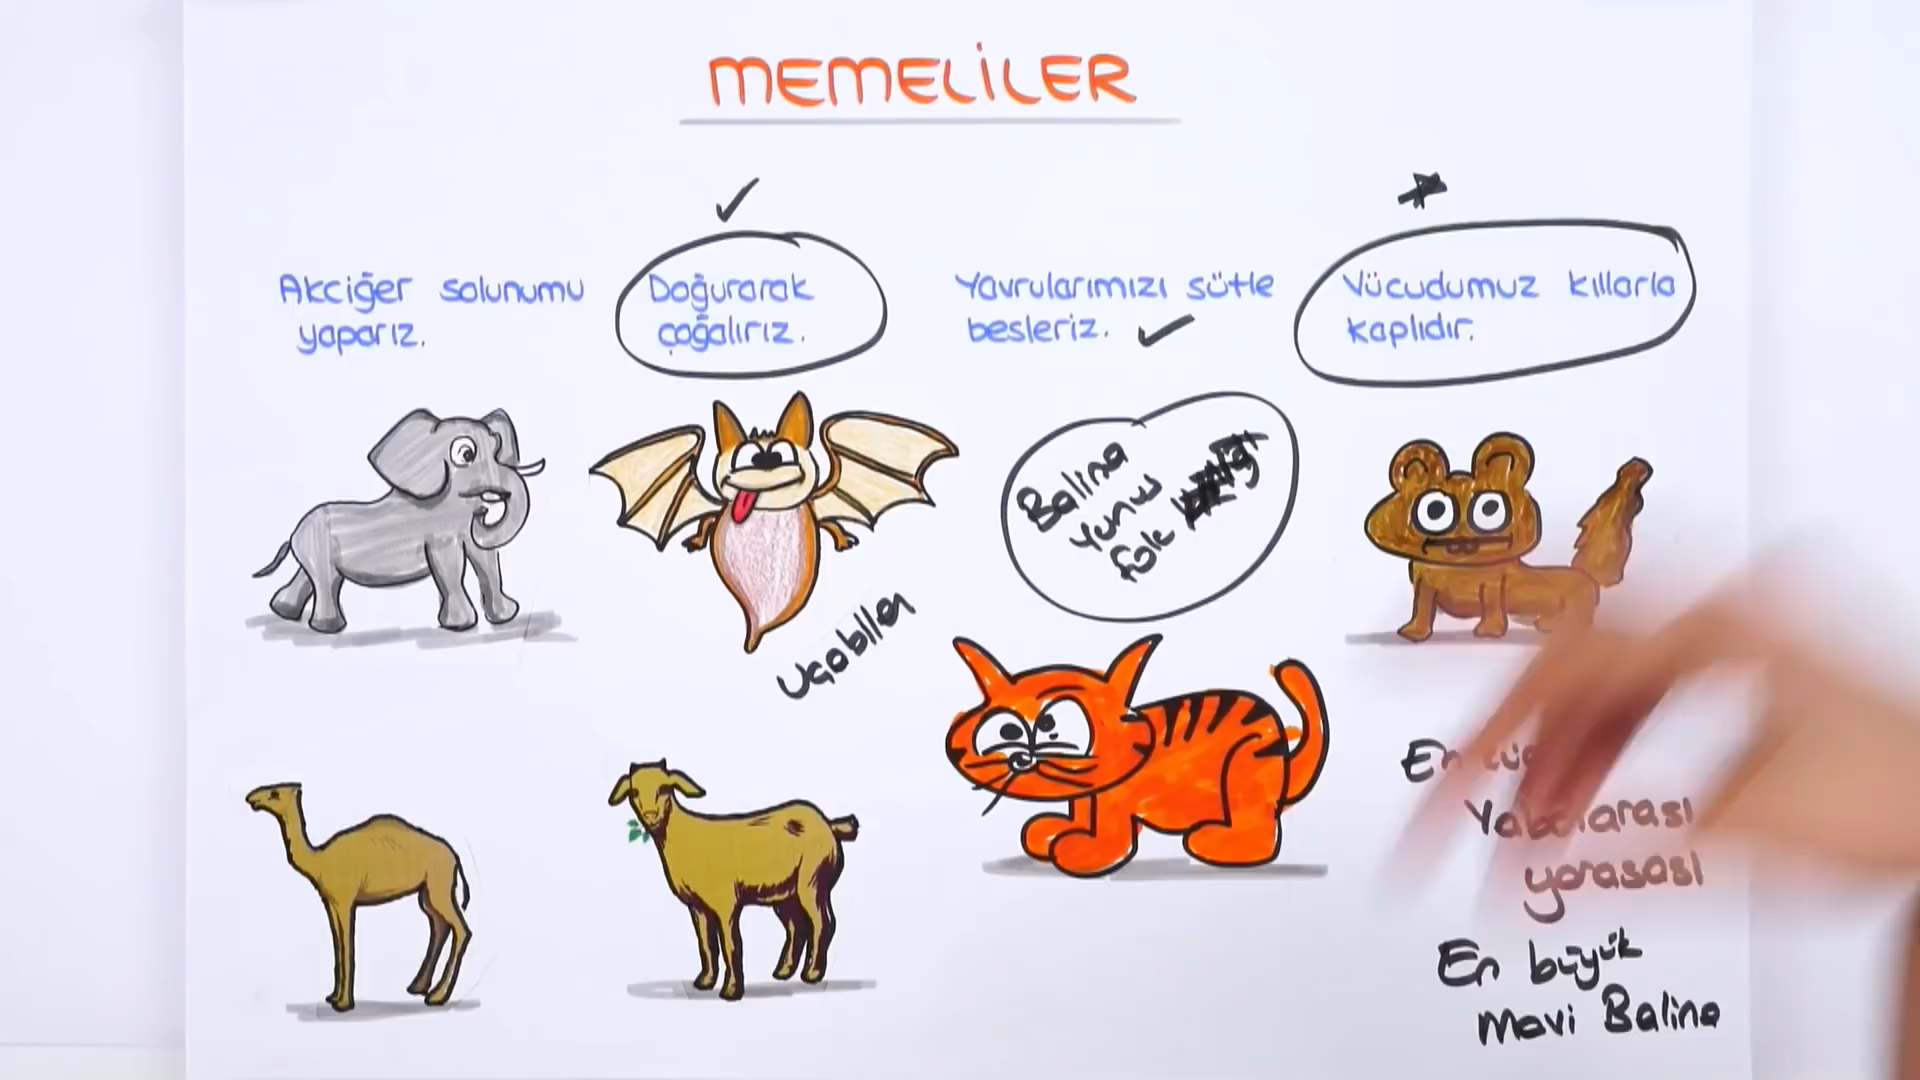 MEMELİLER
Akciğer solunumu
yaparız.
Doğurarak
çoğalırız.
Yavrularımızı sütle
besleriz.
Vücudumuz kıllarla
kaplıdır.
Balina
Yunus
fok
Uçabilen
En
yarasası
En büyük
Mavi Balina